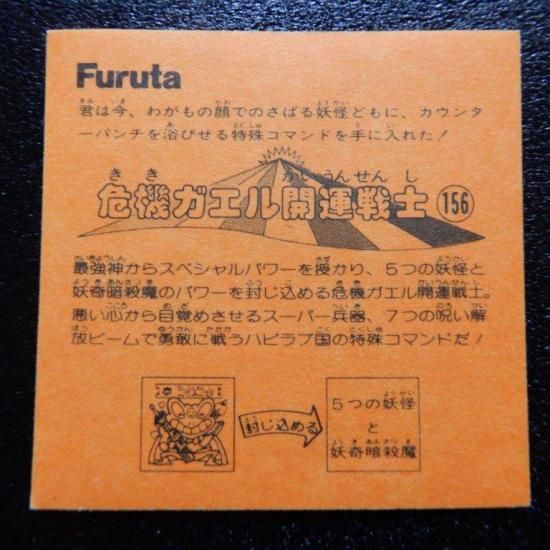 Furuta
君は今、わがもの顔でのさばる妖怪どもに、カウンタ
ーパンチを浴びせる特殊コマンドを手に入れた！
危機ガエル開運戦士 156
最強神からスペシャルパワーを授かり、5つの妖怪と
妖奇暗殺魔のパワーを封じ込める危機ガエル開運戦士。
悪い心から目覚めさせるスーパー兵器、7つの呪い解
放ビームで勇敢に戦うハピラブ国の特殊コマンドだ！
封じ込める
5つの妖怪
と
妖奇暗殺魔